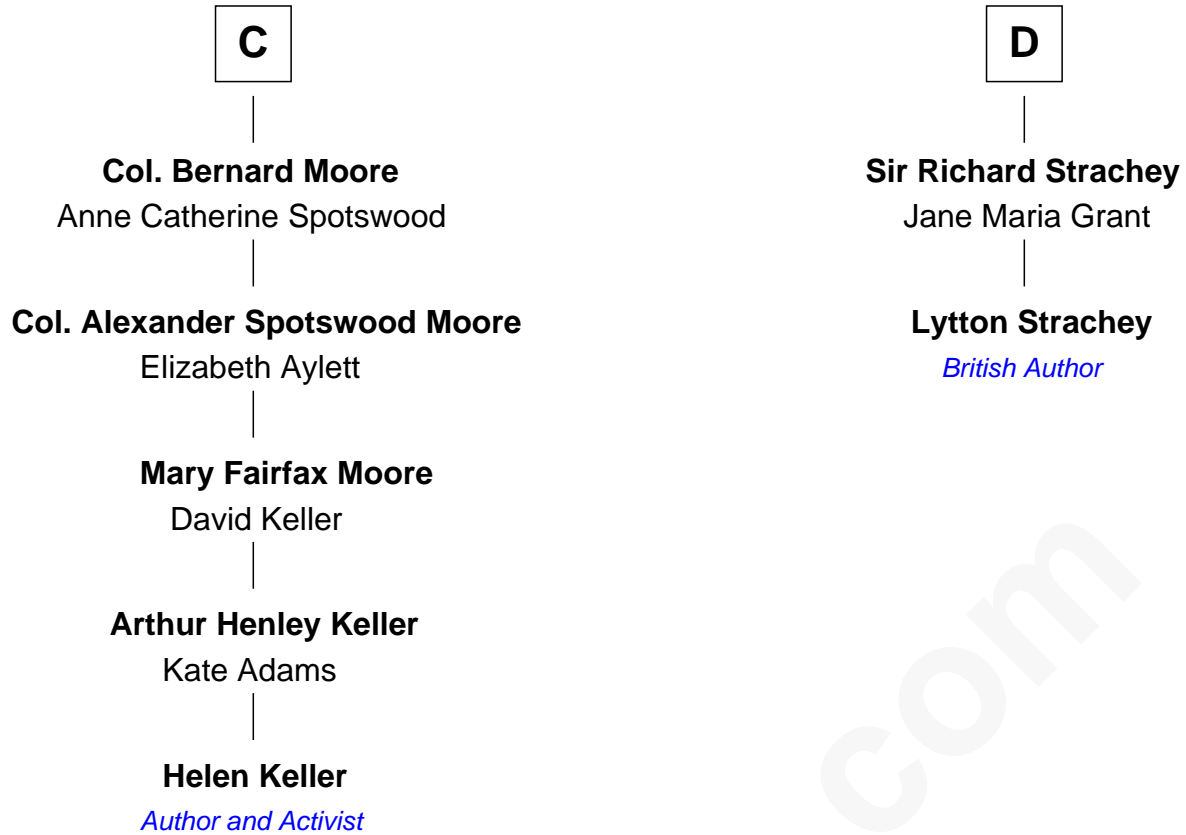 C
Col. Bernard Moore
Anne Catherine Spotswood
Col. Alexander Spotswood Moore
Elizabeth Aylett
Mary Fairfax Moore
David Keller
Arthur Henley Keller
Kate Adams
Helen Keller
Author and Activist
D
Sir Richard Strachey
Jane Maria Grant
Lytton Strachey
British Author
com